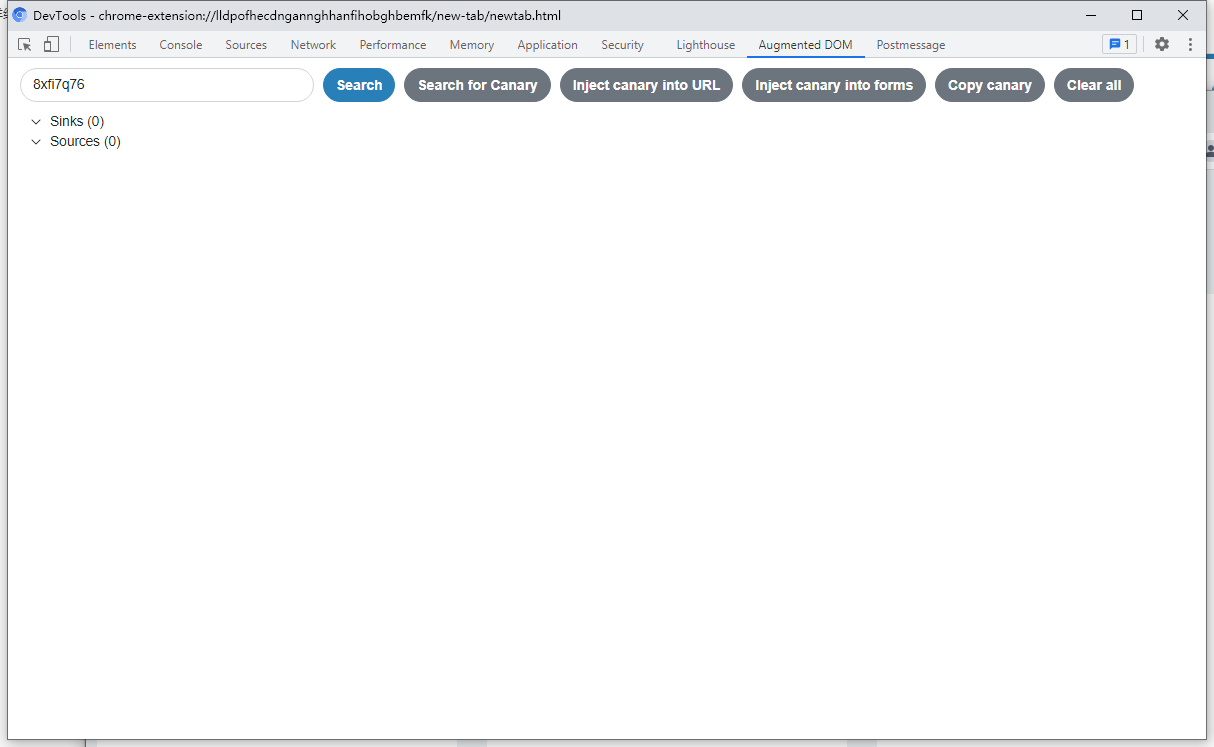 DevTools - chrome-extension://lldpofhecdngannghhanfihobghbemfk/new-tab/newtab.html
Elements Console Sources Network Performance Memory Application Security Lighthouse Augmented DOM Postmessage 1
8xfi7q76 Search Search for Canary Inject canary into URL Inject canary into forms Copy canary Clear all
Sinks (0)
Sources (0)